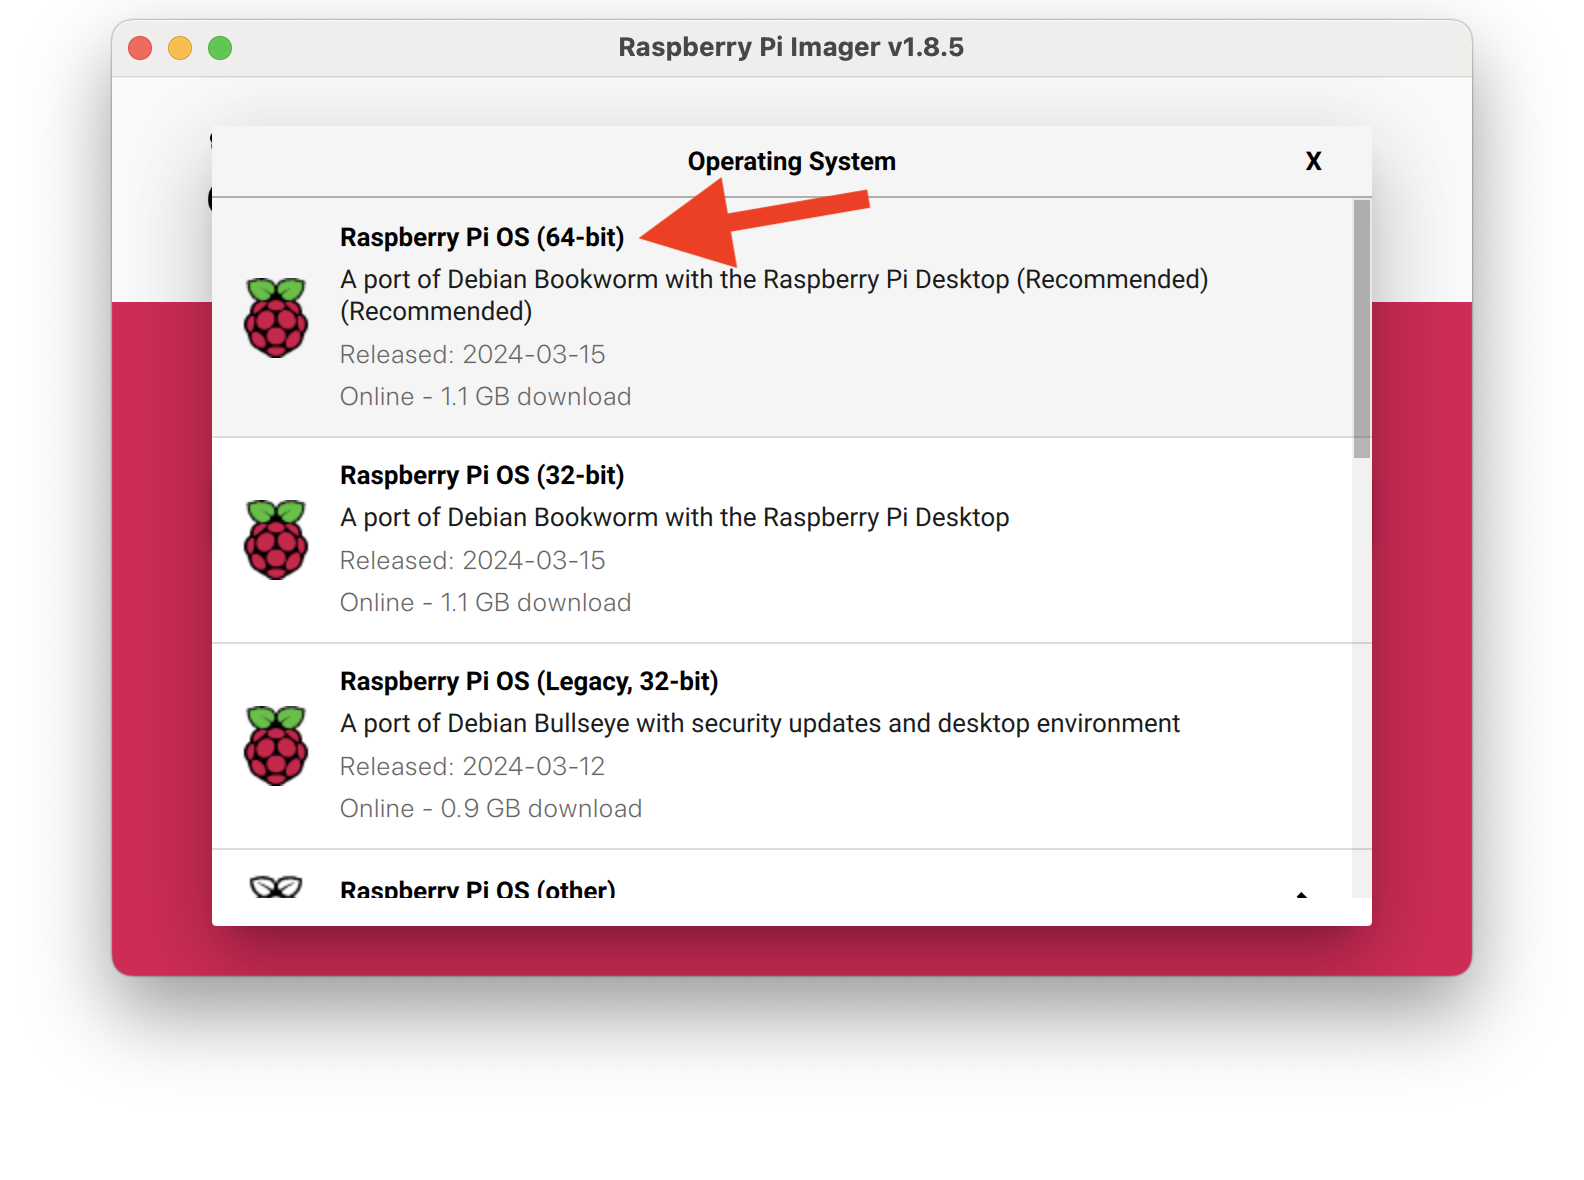 Raspberry Pi Imager v1.8.5
Operating System
X
Raspberry Pi OS (64-bit)
A port of Debian Bookworm with the Raspberry Pi Desktop (Recommended)
(Recommended)
Released: 2024-03-15
Online - 1.1 GB download
Raspberry Pi OS (32-bit)
A port of Debian Bookworm with the Raspberry Pi Desktop
Released: 2024-03-15
Online - 1.1 GB download
Raspberry Pi OS (Legacy, 32-bit)
A port of Debian Bullseye with security updates and desktop environment
Released: 2024-03-12
Online - 0.9 GB download
Raspberry Pi OS (other)